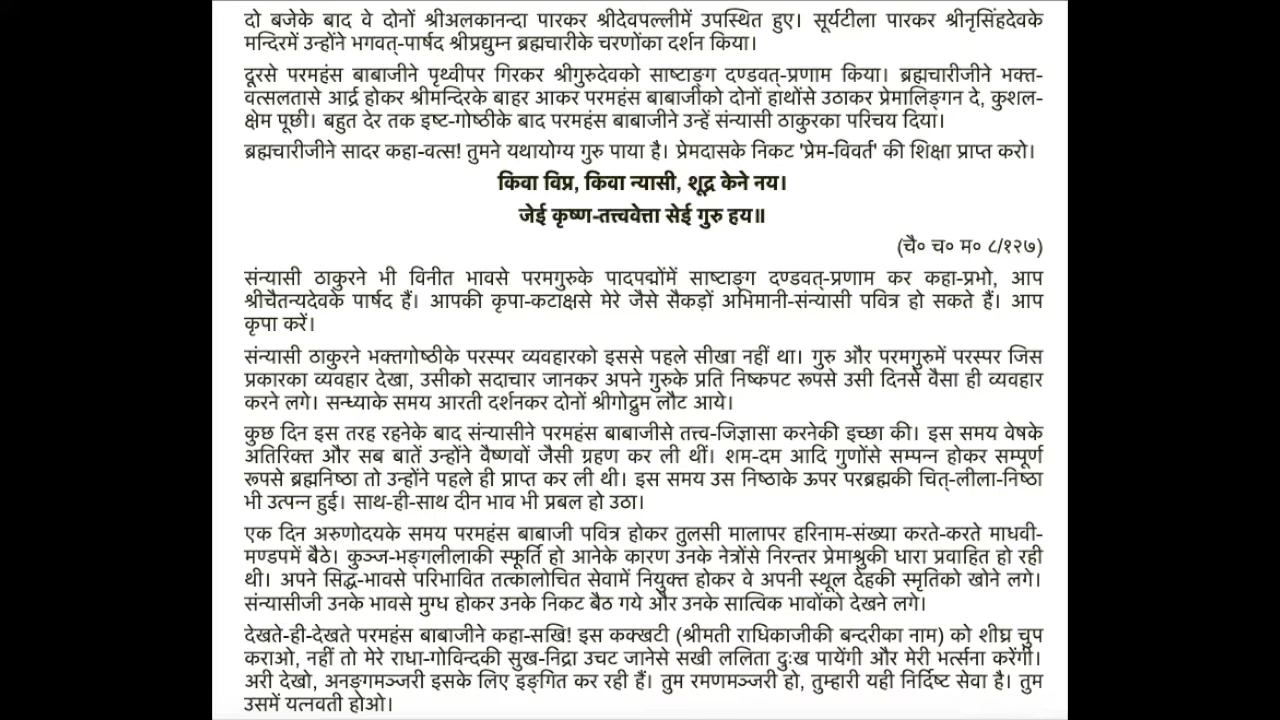 दो बजेके बाद वे दोनों श्रीअलकानन्दा पारकर श्रीदेवपल्लीमें उपस्थित हुए। सूर्यटीला पारकर श्रीनृसिंहदेवके
मन्दिरमें उन्होंने भगवत्-पार्षद श्रीप्रद्युम्न ब्रह्मचारीके चरणोंका दर्शन किया।
दूरसे परमहंस बाबाजीने पृथ्वीपर गिरकर श्रीगुरुदेवको साष्टाङ्ग दण्डवत्-प्रणाम किया। ब्रह्मचारीजीने भक्त-
वत्सलतासे आर्द्र होकर श्रीमन्दिरके बाहर आकर परमहंस बाबाजीको दोनों हाथोंसे उठाकर प्रेमालिङ्गन दे, कुशल-
क्षेम पूछी। बहुत देर तक इष्ट-गोष्ठीके बाद परमहंस बाबाजीने उन्हें संन्यासी ठाकुरका परिचय दिया।
ब्रह्मचारीजीने सादर कहा-वत्स! तुमने यथायोग्य गुरु पाया है। प्रेमदासके निकट 'प्रेम-विवर्त' की शिक्षा प्राप्त करो।
किवा विप्र, किवा न्यासी, शूद्र केने नय।
जेई कृष्ण-तत्त्ववेत्ता सेई गुरु हय॥
(चै० च० म० ८/१२७)
संन्यासी ठाकुरने भी विनीत भावसे परमगुरुके पादपद्मोंमें साष्टाङ्ग दण्डवत्-प्रणाम कर कहा-प्रभो, आप
श्रीचैतन्यदेवके पार्षद हैं। आपकी कृपा-कटाक्षसे मेरे जैसे सैकड़ों अभिमानी-संन्यासी पवित्र हो सकते हैं। आप
कृपा करें।
संन्यासी ठाकुरने भक्तगोष्ठीके परस्पर व्यवहारको इससे पहले सीखा नहीं था। गुरु और परमगुरुमें परस्पर जिस
प्रकारका व्यवहार देखा, उसीको सदाचार जानकर अपने गुरुके प्रति निष्कपट रूपसे उसी दिनसे वैसा ही व्यवहार
करने लगे। सन्ध्याके समय आरती दर्शनकर दोनों श्रीगोद्रुम लौट आये।
कुछ दिन इस तरह रहनेके बाद संन्यासीने परमहंस बाबाजीसे तत्त्व-जिज्ञासा करनेकी इच्छा की। इस समय वेषके
अतिरिक्त और सब बातें उन्होंने वैष्णवों जैसी ग्रहण कर ली थीं। शम-दम आदि गुणोंसे सम्पन्न होकर सम्पूर्ण
रूपसे ब्रह्मनिष्ठा तो उन्होंने पहले ही प्राप्त कर ली थी। इस समय उस निष्ठाके ऊपर परब्रह्मकी चित्-लीला-निष्ठा
भी उत्पन्न हुई। साथ-ही-साथ दीन भाव भी प्रबल हो उठा।
एक दिन अरुणोदयके समय परमहंस बाबाजी पवित्र होकर तुलसी मालापर हरिनाम-संख्या करते-करते माधवी-
मण्डपमें बैठे। कुञ्ज-भङ्गलीलाकी स्फूर्ति हो आनेके कारण उनके नेत्रोंसे निरन्तर प्रेमाश्रुकी धारा प्रवाहित हो रही
थी। अपने सिद्ध-भावसे परिभावित तत्कालोचित सेवामें नियुक्त होकर वे अपनी स्थूल देहकी स्मृतिको खोने लगे।
संन्यासीजी उनके भावसे मुग्ध होकर उनके निकट बैठ गये और उनके सात्विक भावोंको देखने लगे।
देखते-ही-देखते परमहंस बाबाजीने कहा-सखि! इस कक्खटी (श्रीमती राधिकाजीकी बन्दरीका नाम) को शीघ्र चुप
कराओ, नहीं तो मेरे राधा-गोविन्दकी सुख-निद्रा उचट जानेसे सखी ललिता दुःख पायेंगी और मेरी भर्त्सना करेंगी।
अरी देखो, अनङ्गमञ्जरी इसके लिए इङ्गित कर रही हैं। तुम रमणमञ्जरी हो, तुम्हारी यही निर्दिष्ट सेवा है। तुम
उसमें यत्नवती होओ।